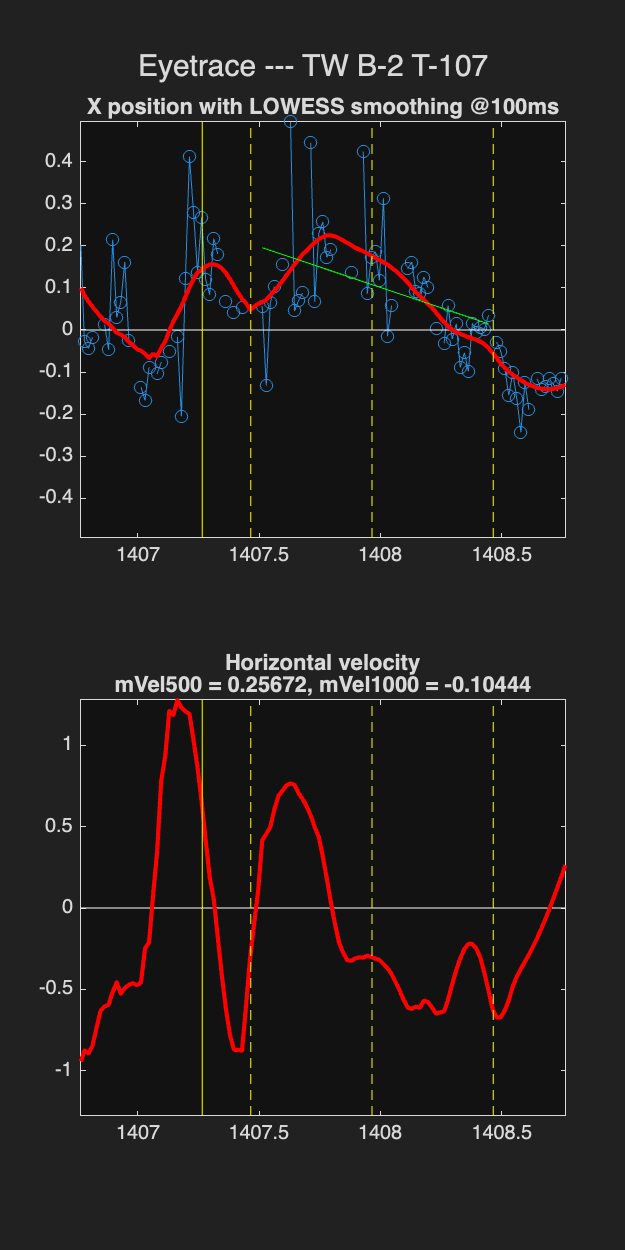 Eyetrace --- TW B-2 T-107
X position with LOWESS smoothing @100ms
0.4
0.3
0.2
0.1
0
-0.1
-0.2
-0.3
-0.4
1407 1407.5 1408 1408.5
Horizontal velocity
mVel500 = 0.25672, mVel1000 = -0.10444
1
0.5
0
-0.5
-1
1407 1407.5 1408 1408.5